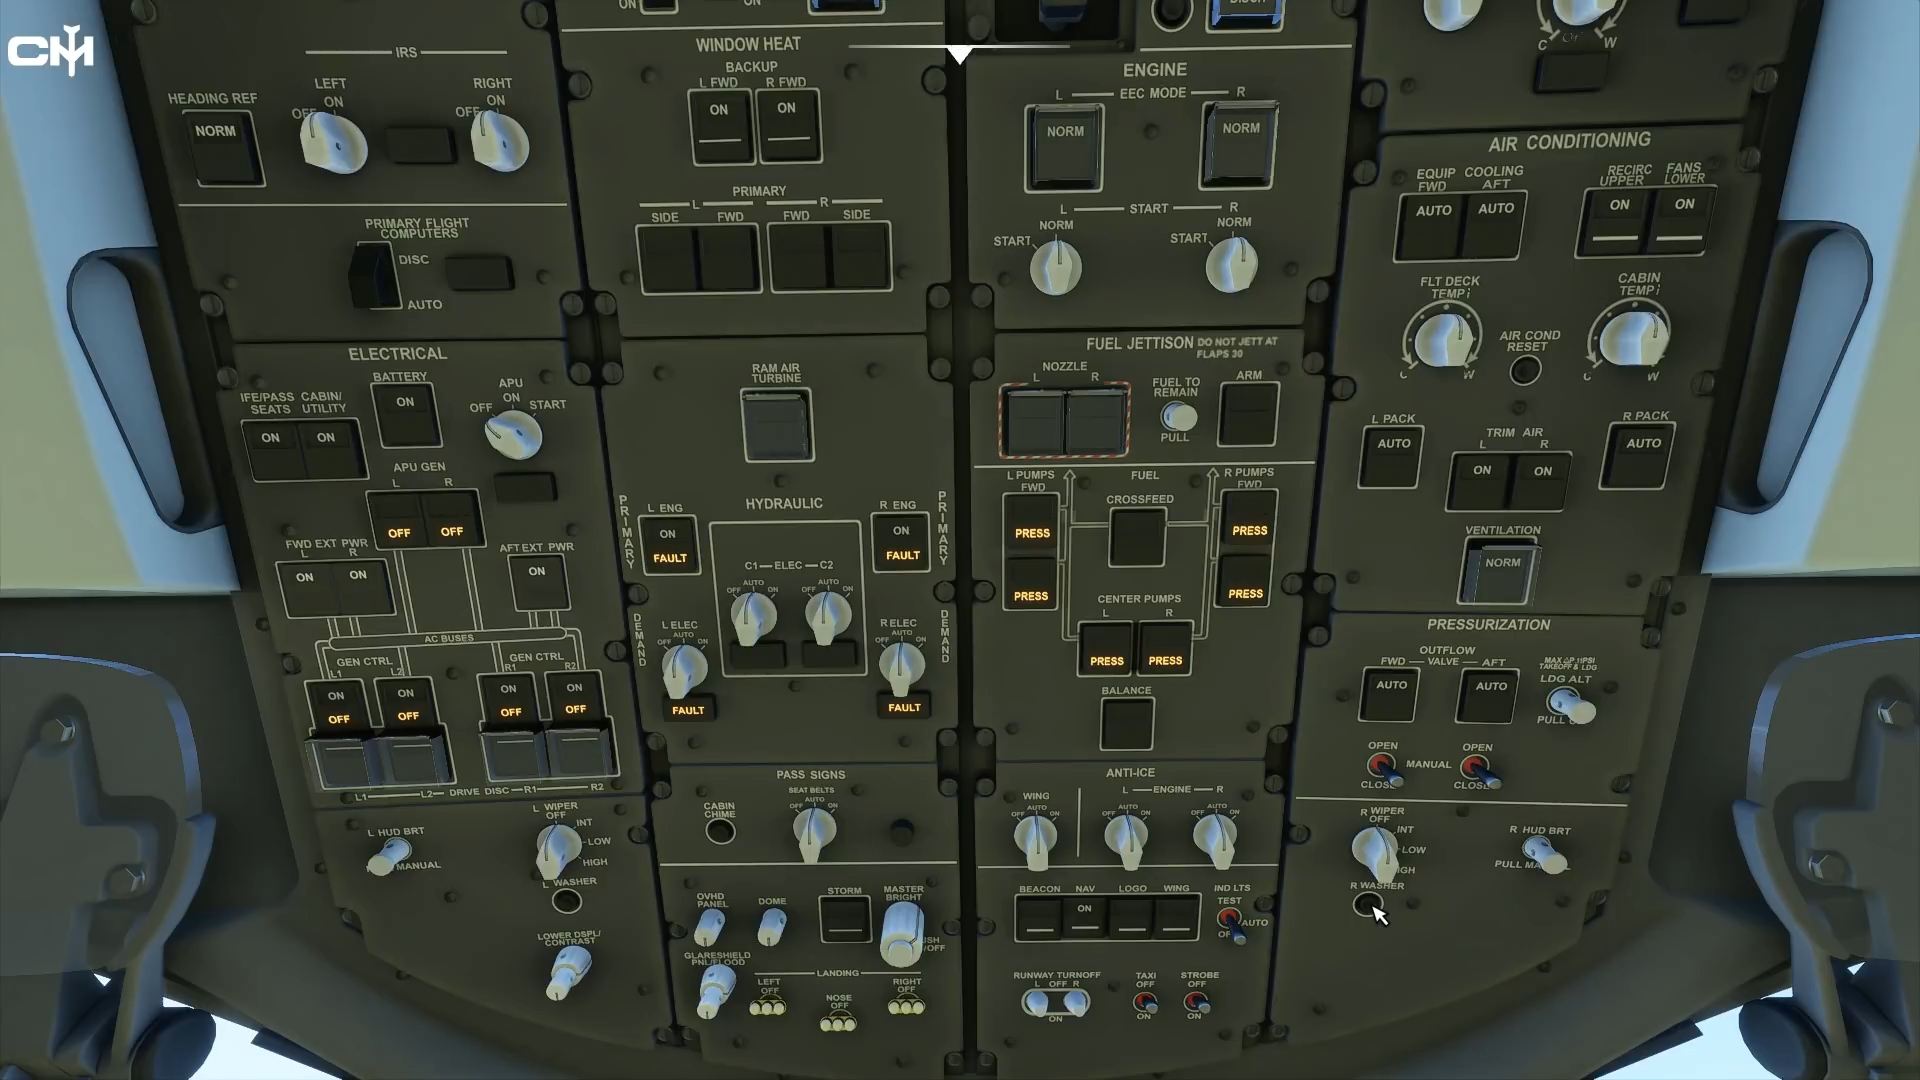 CM
IRS
LEFT
RIGHT
HEADING REF
OFF
ON
OFF
ON
NORM
PRIMARY FLIGHT
COMPUTERS
DISC
AUTO
ON
ON
WINDOW HEAT
BACKUP
L FWD
R FWD
ON
ON
PRIMARY
L
R
SIDE
FWD
FWD
SIDE
DISCH
ENGINE
L
EEC MODE
R
NORM
NORM
L
START
R
START
NORM
START
NORM
C
W
AIR CONDITIONING
EQUIP COOLING
FWD
AFT
RECIRC FANS
UPPER
LOWER
AUTO
AUTO
ON
ON
FLT DECK
TEMP
CABIN
TEMP
AIR COND
RESET
C
W
C
W
L PACK
R PACK
AUTO
AUTO
TRIM AIR
L
R
ON
ON
VENTILATION
NORM
ELECTRICAL
BATTERY
ON
IFE/PASS
SEATS
CABIN/
UTILITY
ON
ON
APU
OFF
ON
START
APU GEN
L
R
OFF
OFF
FWD EXT PWR
L
R
ON
ON
AFT EXT PWR
ON
AC BUSES
GEN CTRL
L1
L2
GEN CTRL
R1
R2
ON
OFF
ON
OFF
ON
OFF
ON
OFF
L1
L2
DRIVE DISC
R1
R2
RAM AIR
TURBINE
HYDRAULIC
PRIMARY
L ENG
ON
FAULT
R ENG
ON
FAULT
PRIMARY
C1
ELEC
C2
OFF
AUTO
ON
OFF
AUTO
ON
DEMAND
L ELEC
OFF
AUTO
ON
FAULT
R ELEC
OFF
AUTO
ON
FAULT
DEMAND
FUEL JETTISON
DO NOT JETT AT
FLAPS 30
NOZZLE
L
R
FUEL TO
REMAIN
PULL
ARM
L PUMPS
FWD
FUEL
R PUMPS
FWD
CROSSFEED
PRESS
PRESS
PRESS
PRESS
CENTER PUMPS
L
R
PRESS
PRESS
BALANCE
PRESSURIZATION
OUTFLOW
FWD
VALVE
AFT
AUTO
AUTO
MAX ΔP .11PSI
TAKEOFF & LDG
LDG ALT
PULL
OPEN
MANUAL
OPEN
CLOSE
CLOSE
L HUD BRT
MANUAL
L WIPER
OFF
INT
LOW
HIGH
L WASHER
LOWER DSPL/
CONTRAST
PASS SIGNS
CABIN
CHIME
SEAT BELTS
OFF
AUTO
ON
OVHD
PANEL
DOME
STORM
MASTER
BRIGHT
GLARESHIELD
PNL/FLOOD
LANDING
LEFT
OFF
NOSE
OFF
RIGHT
OFF
ANTI-ICE
WING
L
ENGINE
R
OFF
AUTO
ON
OFF
AUTO
ON
OFF
AUTO
ON
BEACON
NAV
LOGO
WING
ON
IND LTS
TEST
AUTO
RUNWAY TURNOFF
L
OFF
R
ON
TAXI
OFF
ON
STROBE
OFF
ON
R WIPER
OFF
INT
LOW
R WASHER
R HUD BRT